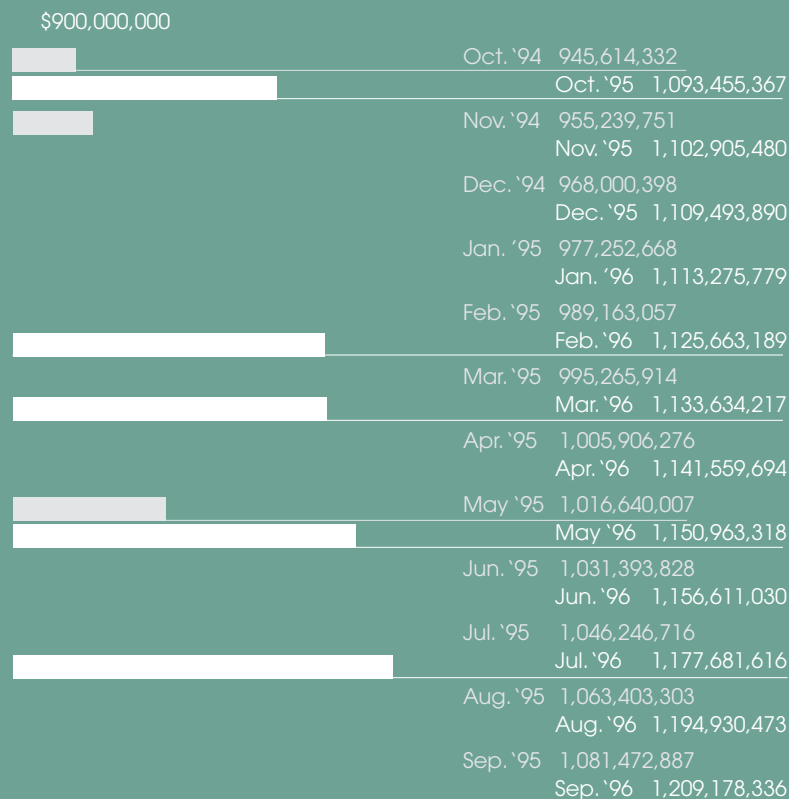 $900,000,000
Oct. ‘94 945,614,332
Oct. ‘95 1,093,455,367
Nov. ‘94 955,239,751
Nov. ‘95 1,102,905,480
Dec. ‘94 968,000,398
Dec. ‘95 1,109,493,890
Jan. ’95 977,252,668
Jan. ’96 1,113,275,779
Feb. ‘95 989,163,057
Feb. ‘96 1,125,663,189
Mar. ‘95 995,265,914
Mar. ‘96 1,133,634,217
Apr. ‘95 1,005,906,276
Apr. ‘96 1,141,559,694
May ‘95 1,016,640,007
May ‘96 1,150,963,318
Jun. ‘95 1,031,393,828
Jun. ‘96 1,156,611,030
Jul. ‘95 1,046,246,716
Jul. ‘96 1,177,681,616
Aug. ‘95 1,063,403,303
Aug. ‘96 1,194,930,473
Sep. ‘95 1,081,472,887
Sep. ‘96 1,209,178,336